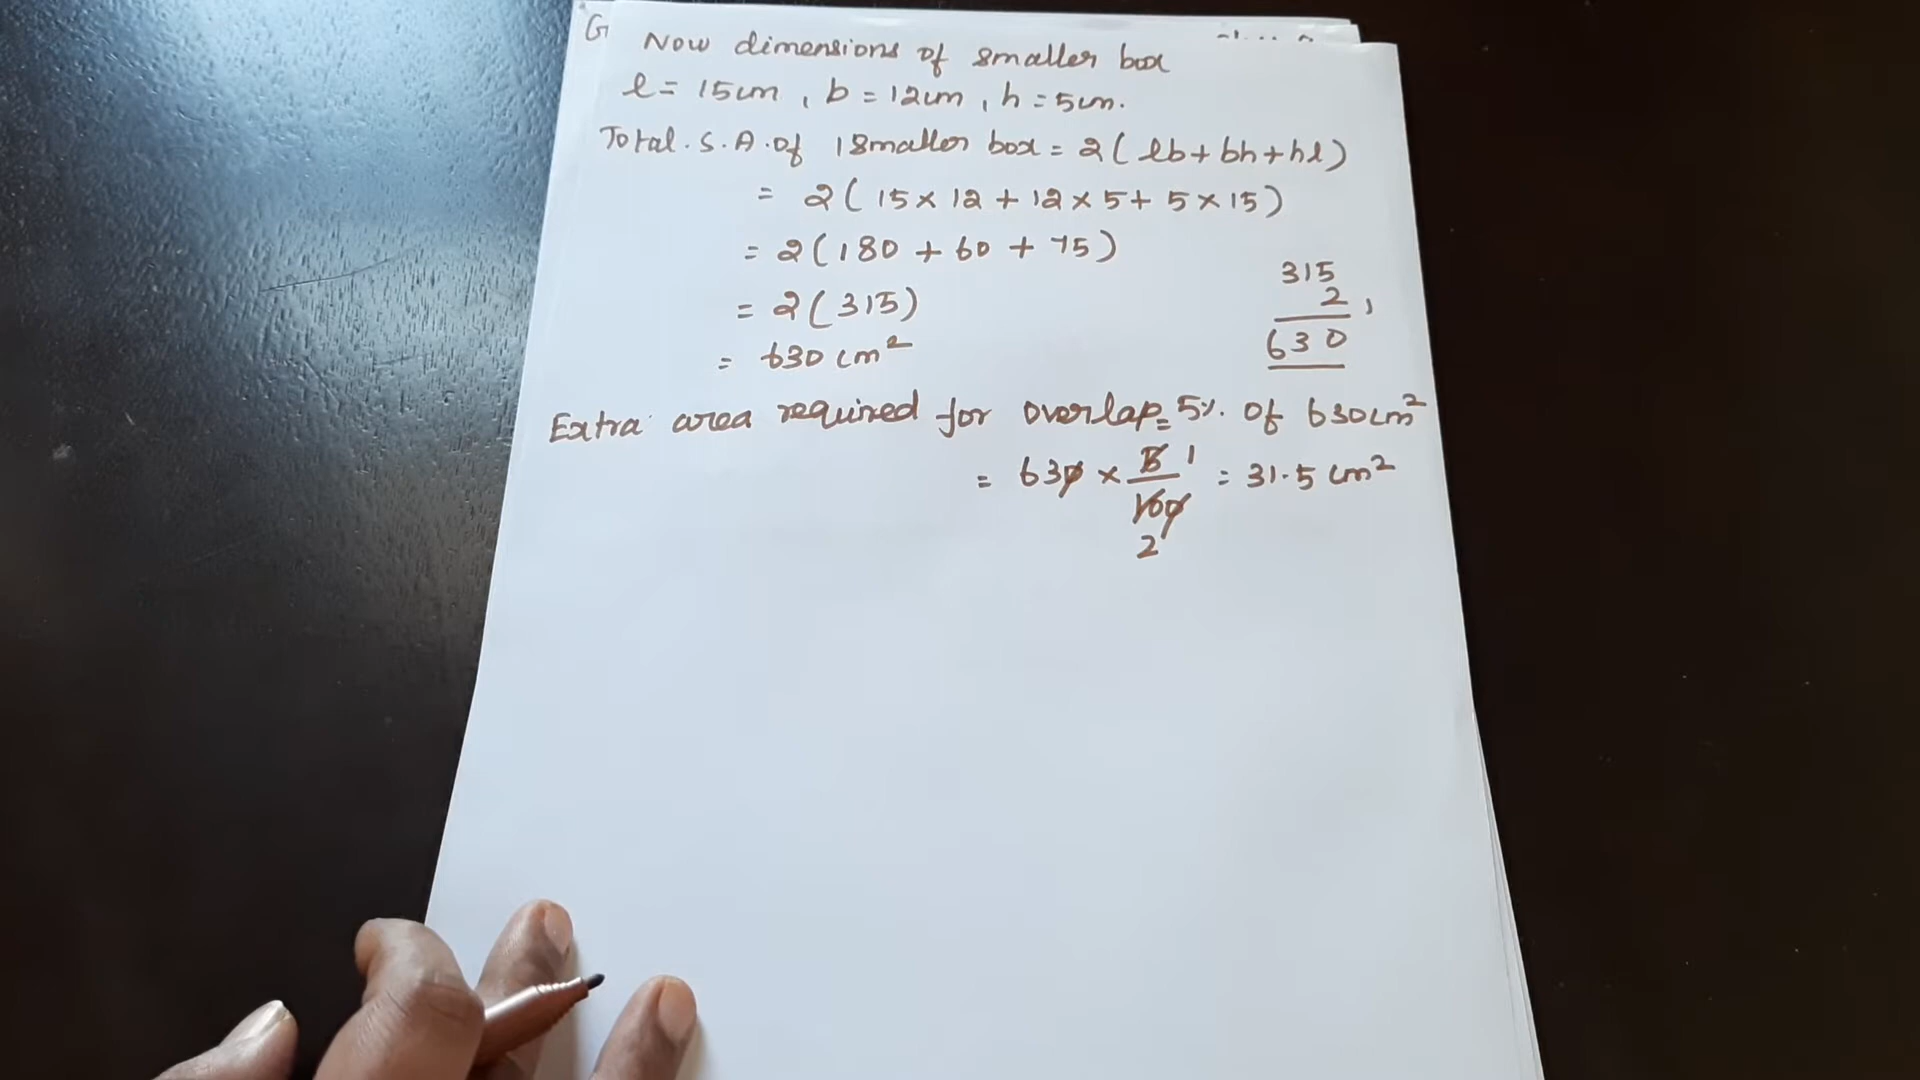 G
Now dimensions of smaller box
l = 15cm, b = 12cm, h = 5cm.
Total. S.A. Of 1 smaller box = 2(lb + bh + hl)
= 2(15 × 12 + 12 × 5 + 5 × 15)
= 2(180 + 60 + 75)
= 2(315)
= 630 cm²
315
2
630
Extra area required for overlap = 5%. Of 630cm²
= 630 × 5/100 = 31.5 cm²
1
2